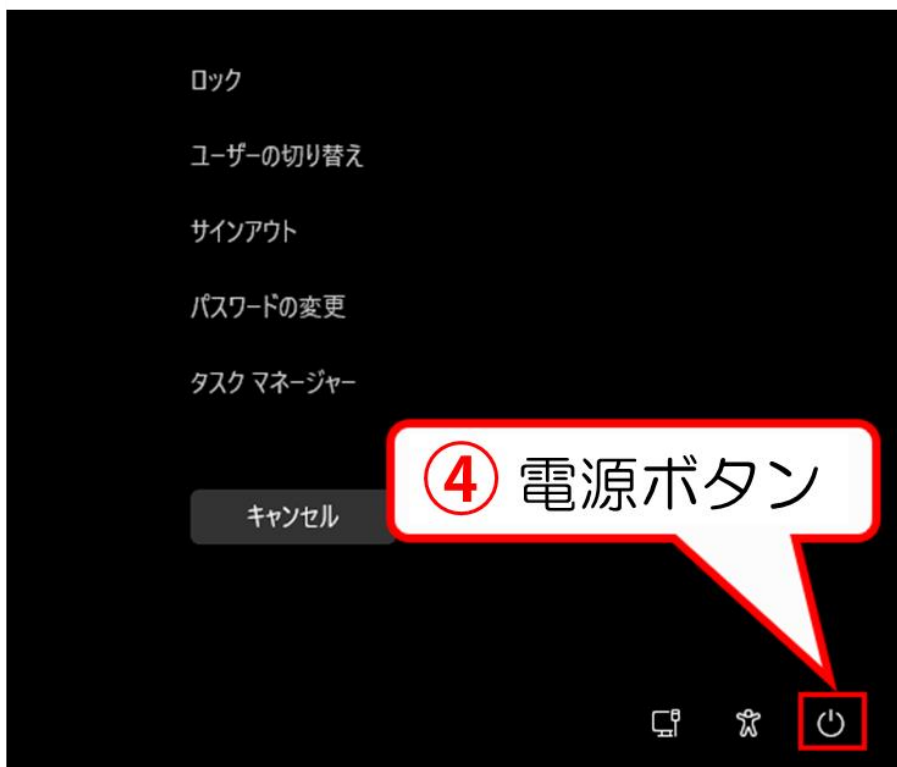 ロック
ユーザーの切り替え
サインアウト
パスワードの変更
タスク マネージャー
④ 電源ボタン
キャンセル